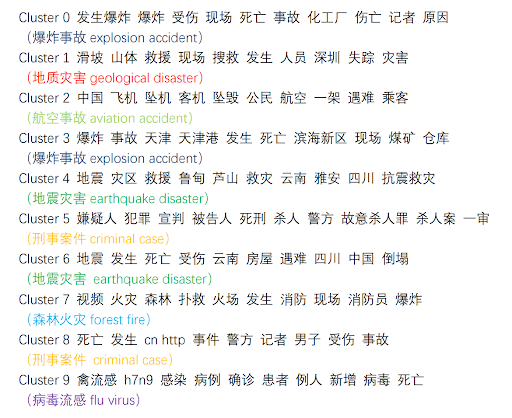 Cluster 0 发生爆炸 爆炸 受伤 现场 死亡 事故 化工厂 伤亡 记者 原因
（爆炸事故 explosion accident）
Cluster 1 滑坡 山体 救援 现场 搜救 发生 人员 深圳 失踪 灾害
（地质灾害 geological disaster）
Cluster 2 中国 飞机 坠机 客机 坠毁 公民 航空 一架 遇难 乘客
（航空事故 aviation accident）
Cluster 3 爆炸 事故 天津 天津港 发生 死亡 滨海新区 现场 煤矿 仓库
（爆炸事故 explosion accident）
Cluster 4 地震 灾区 救援 鲁甸 芦山 救灾 云南 雅安 四川 抗震救灾
（地震灾害 earthquake disaster）
Cluster 5 嫌疑人 犯罪 宣判 被告人 死刑 杀人 警方 故意杀人罪 杀人案 一审
（刑事案件 criminal case）
Cluster 6 地震 发生 死亡 受伤 云南 房屋 遇难 四川 中国 倒塌
（地震灾害 earthquake disaster）
Cluster 7 视频 火灾 森林 扑救 火场 发生 消防 现场 消防员 爆炸
（森林火灾 forest fire）
Cluster 8 死亡 发生 cn http 事件 警方 记者 男子 受伤 事故
（刑事案件 criminal case）
Cluster 9 禽流感 h7n9 感染 病例 确诊 患者 例人 新增 病毒 死亡
（病毒流感 flu virus）